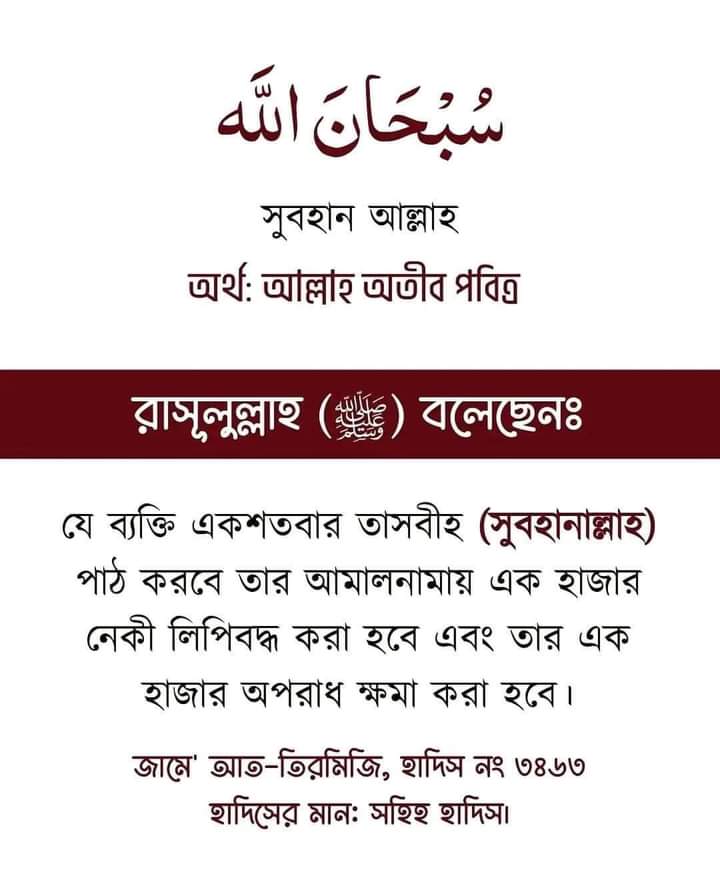 سُبْحَانَ اللَّه
সুবহান আল্লাহ
অর্থ: আল্লাহ অতীব পবিত্র
রাসূলুল্লাহ (ﷺ) বলেছেনঃ
যে ব্যক্তি একশতবার তাসবীহ (সুবহানাল্লাহ)
পাঠ করবে তার আমালনামায় এক হাজার
নেকী লিপিবদ্ধ করা হবে এবং তার এক
হাজার অপরাধ ক্ষমা করা হবে।
জামে' আত-তিরমিজি, হাদিস নং ৩৪৬৩
হাদিসের মান: সহিহ হাদিস।